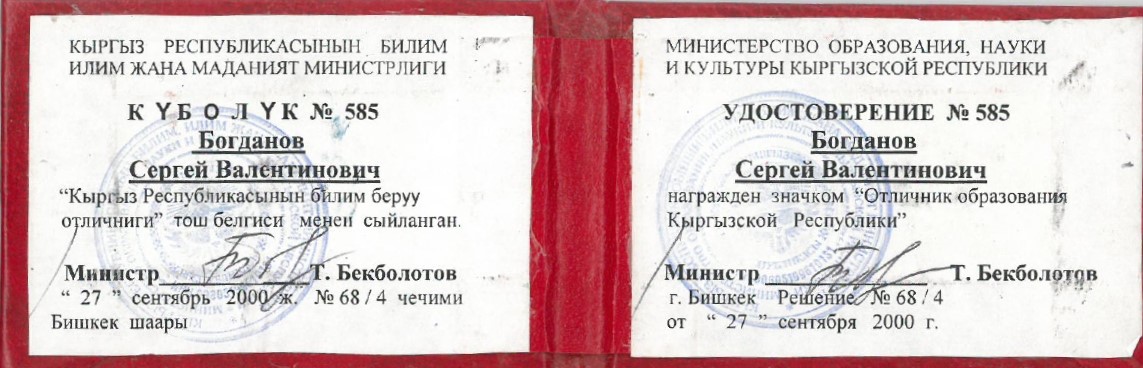 КЫРГЫЗ РЕСПУБЛИКАСЫНЫН БИЛИМ
ИЛИМ ЖАНА МАДАНИЯТ МИНИСТРЛИГИ
К Ү Б О Л Ү К № 585
Богданов
Сергей Валентинович
“Кыргыз Республикасынын билим беруу
отличниги” тош белгиси менен сыйланган.
Министр Т. Бекболотов
“ 27 ” сентябрь 2000 ж. № 68 / 4 чечими
Бишкек шаары
МИНИСТЕРСТВО ОБРАЗОВАНИЯ, НАУКИ
И КУЛЬТУРЫ КЫРГЫЗСКОЙ РЕСПУБЛИКИ
УДОСТОВЕРЕНИЕ № 585
Богданов
Сергей Валентинович
награжден значком “Отличник образования
Кыргызской Республики”
Министр Т. Бекболотов
г. Бишкек Решение № 68 / 4
от “ 27 ” сентября 2000 г.